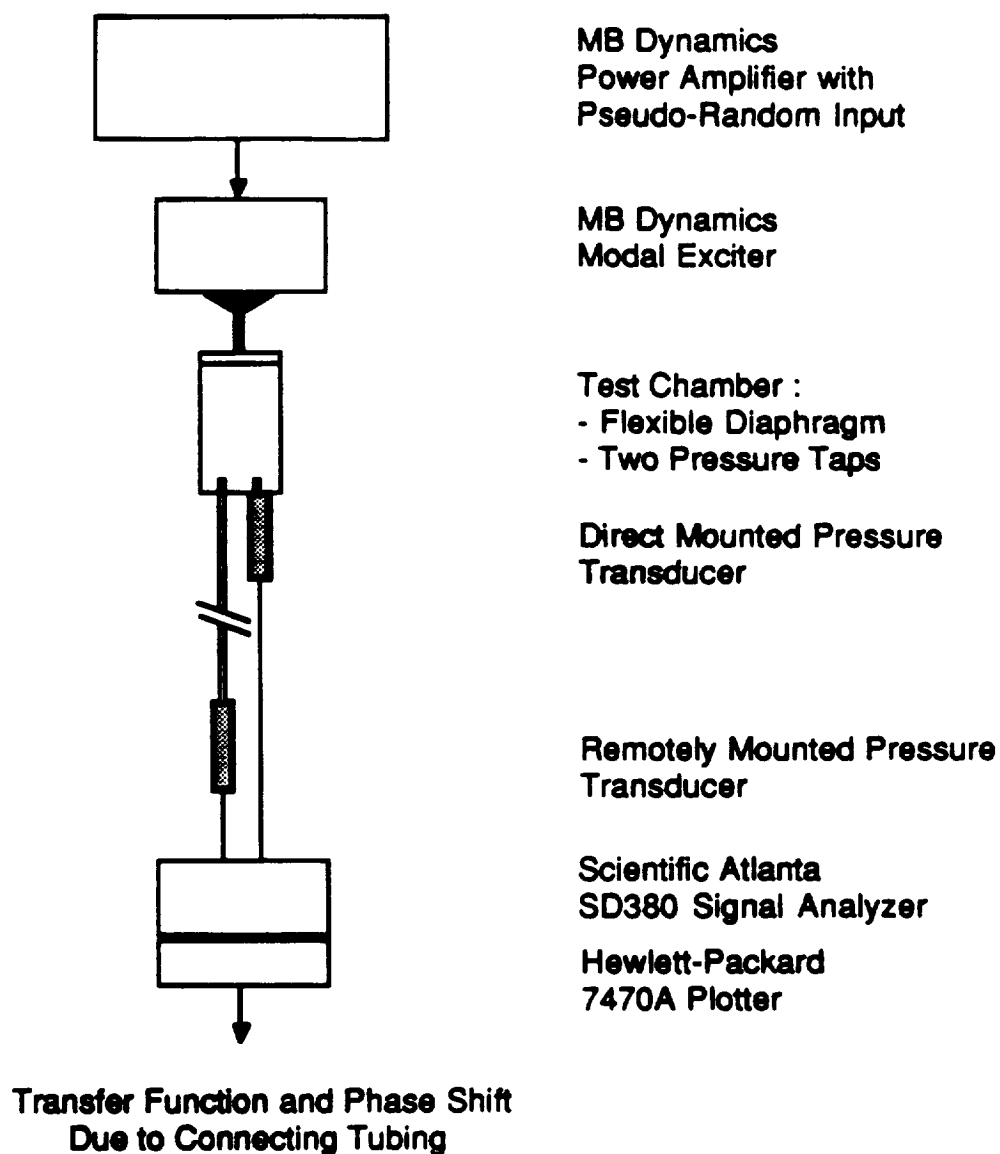 MB Dynamics
Power Amplifier with
Pseudo-Random Input
MB Dynamics
Modal Exciter
Test Chamber :
- Flexible Diaphragm
- Two Pressure Taps
Direct Mounted Pressure
Transducer
Remotely Mounted Pressure
Transducer
Scientific Atlanta
SD380 Signal Analyzer
Hewlett-Packard
7470A Plotter
Transfer Function and Phase Shift
Due to Connecting Tubing